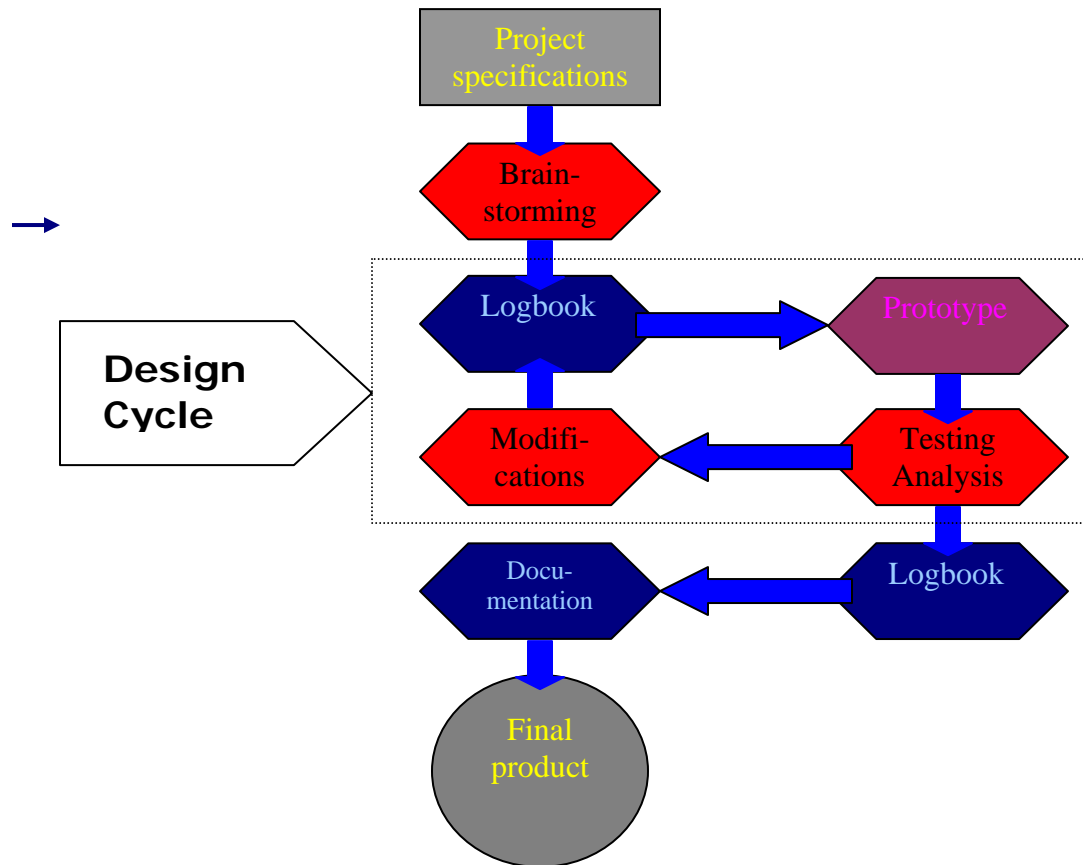 Project
specifications
Brain-
storming
Logbook
Prototype
Design
Cycle
Modifi-
cations
Testing
Analysis
Docu-
mentation
Logbook
Final
product